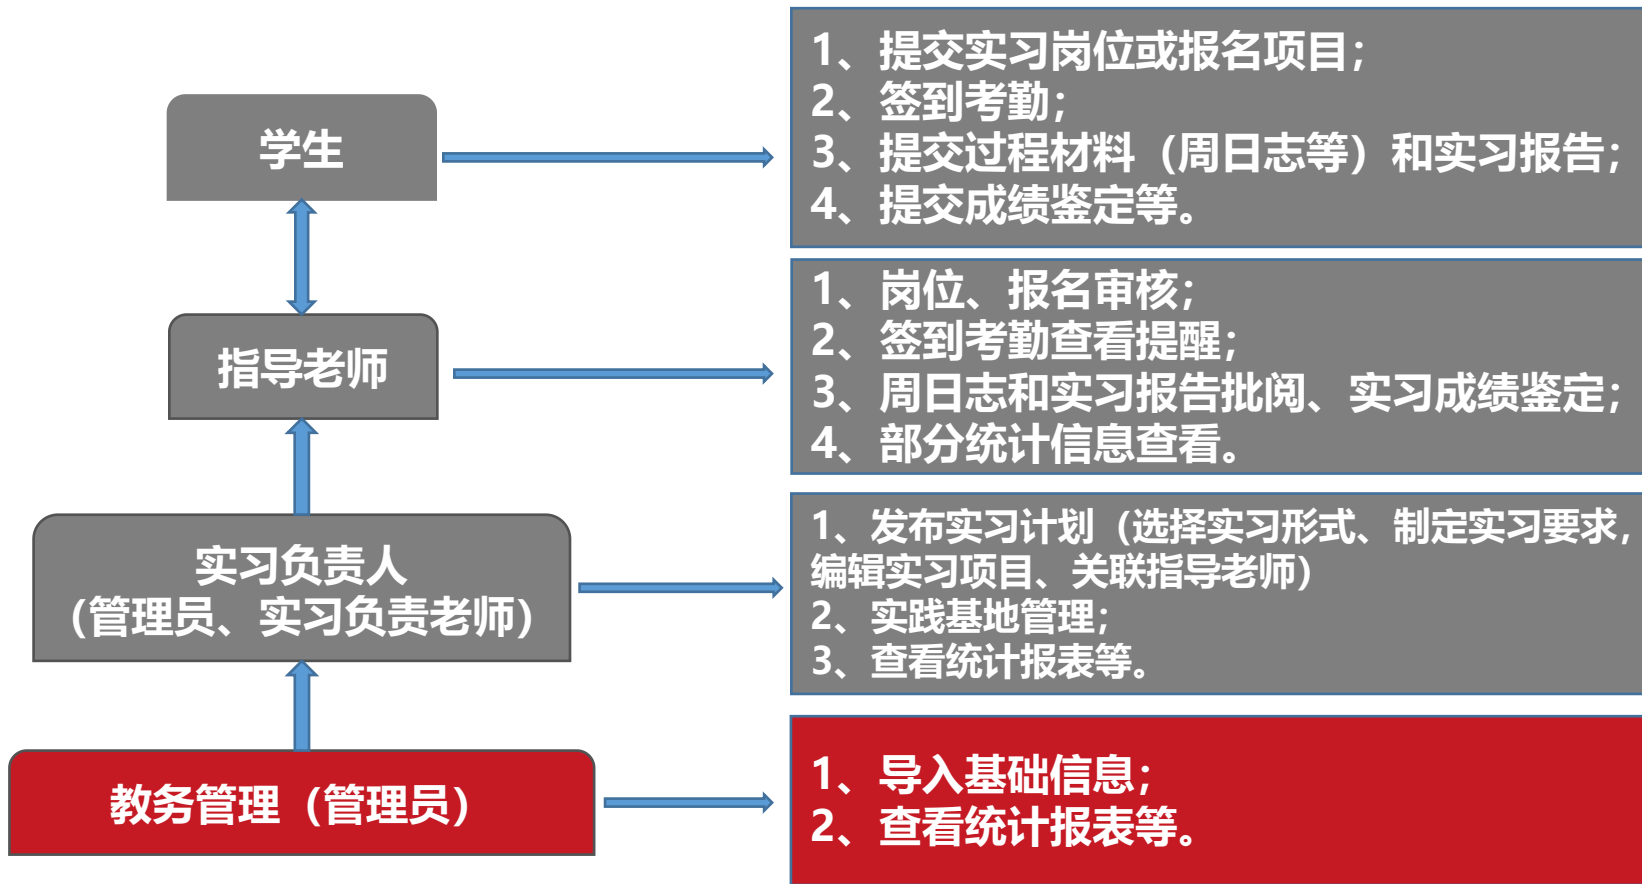 学生
1、提交实习岗位或报名项目；
2、签到考勤；
3、提交过程材料（周日志等）和实习报告；
4、提交成绩鉴定等。
指导老师
1、岗位、报名审核；
2、签到考勤查看提醒；
3、周日志和实习报告批阅、实习成绩鉴定；
4、部分统计信息查看。
实习负责人
（管理员、实习负责老师）
1、发布实习计划（选择实习形式、制定实习要求，
编辑实习项目、关联指导老师）
2、实践基地管理；
3、查看统计报表等。
教务管理（管理员）
1、导入基础信息；
2、查看统计报表等。